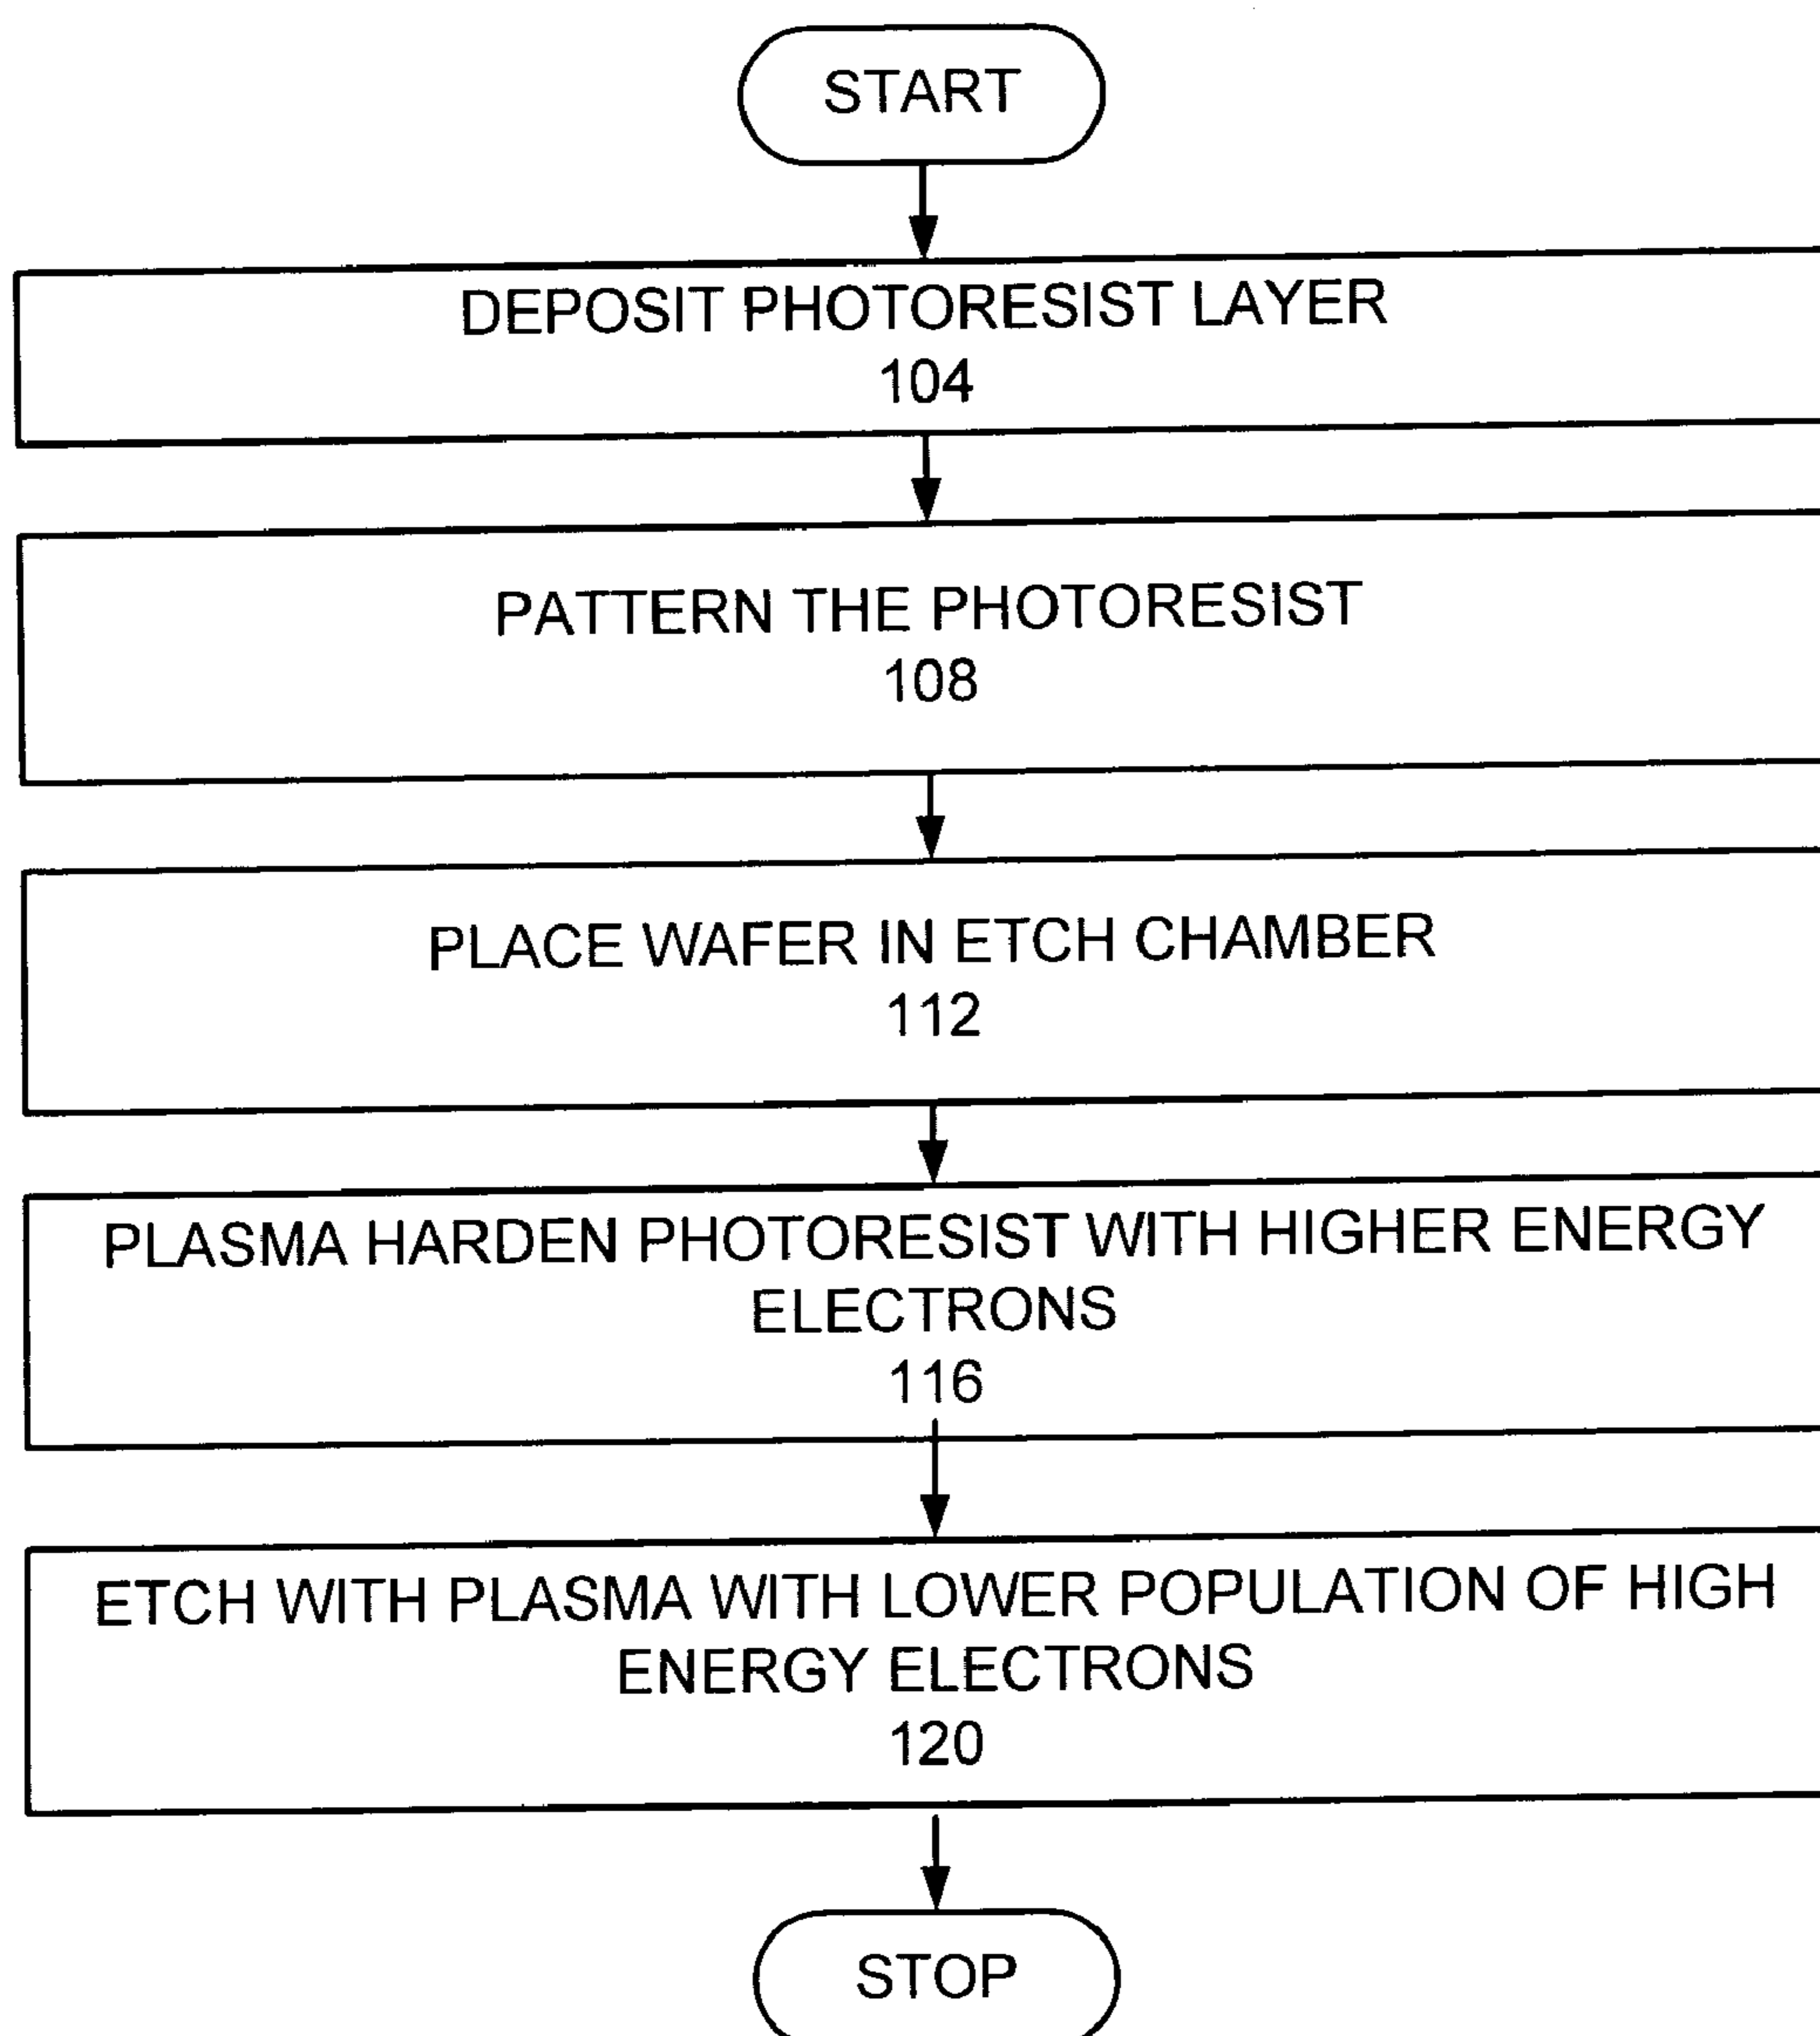 START
DEPOSIT PHOTORESIST LAYER
104
PATTERN THE PHOTORESIST
108
PLACE WAFER IN ETCH CHAMBER
112
PLASMA HARDEN PHOTORESIST WITH HIGHER ENERGY
ELECTRONS
116
ETCH WITH PLASMA WITH LOWER POPULATION OF HIGH
ENERGY ELECTRONS
120
STOP